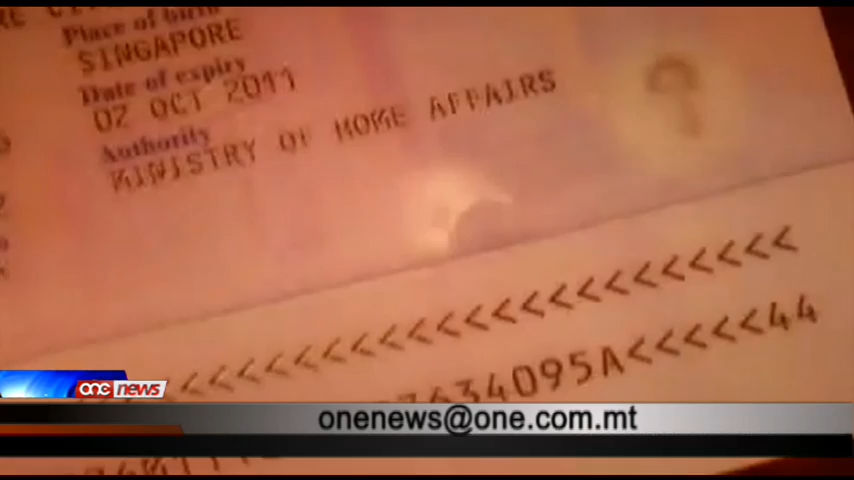 Place of birth
SINGAPORE
Date of expiry
02 OCT 2011
Authority
MINISTRY OF HOME AFFAIRS
<<<<<<<<<<<<<<<<<<<<<<
634095A<<<<<44
one news
onenews@one.com.mt